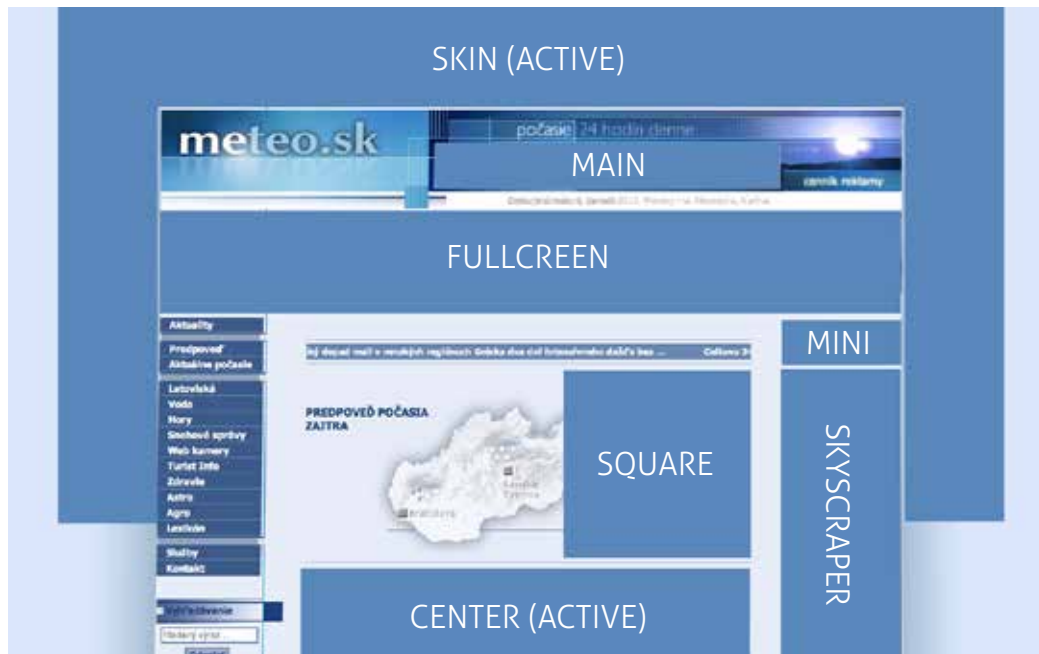 SKIN (ACTIVE)
meteo.sk
počasie 24 hodín denne
MAIN
cenník reklamy
FULLCREEN
Aktuality
MINI
Predpoveď
Aktuálne počasie
Letoviská
Voda
Hory
Snehové správy
Web kamery
Turist Info
Zdravie
Astro
Agro
Lexikón
Služby
Kontakt
PREDPOVEĎ POČASIA
ZAJTRA
SQUARE
SKYSCRAPER
Bratislava
CENTER (ACTIVE)
Vyhľadávanie